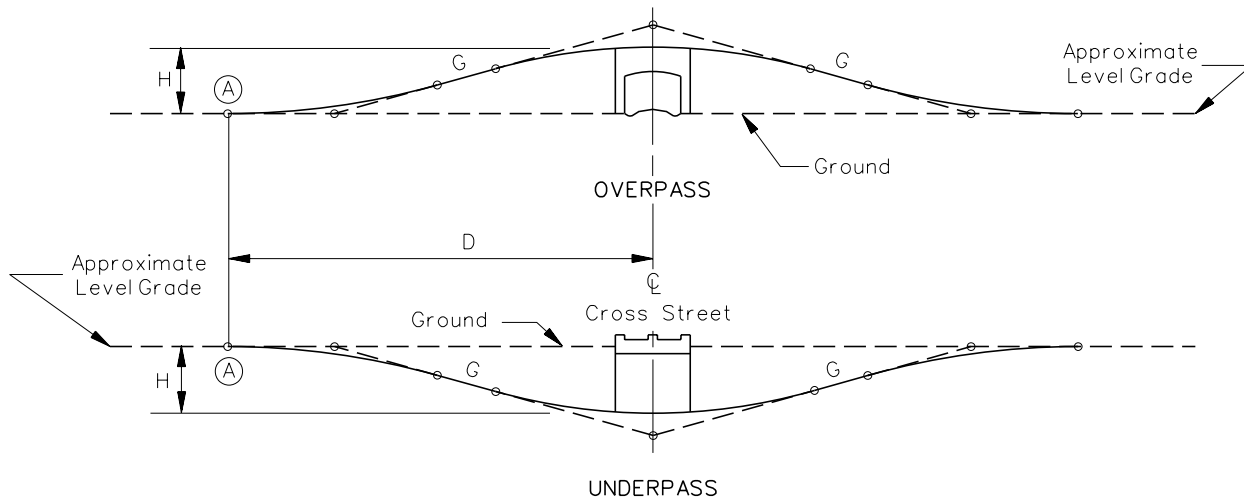 G
G
H
A
Approximate
Level Grade
Ground
OVERPASS
D
Approximate
Level Grade
℄
Cross Street
Ground
H
A
G
G
UNDERPASS